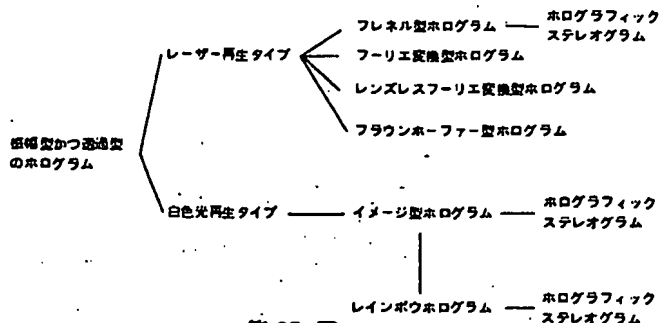 フレネル型ホログラム
ホログラフィック
ステレオグラム
レーザー再生タイプ
フーリエ変換型ホログラム
レンズレスフーリエ変換型ホログラム
フラウンホーファー型ホログラム
振幅型かつ透過型
のホログラム
白色光再生タイプ
イメージ型ホログラム
ホログラフィック
ステレオグラム
レインボウホログラム
ホログラフィック
ステレオグラム